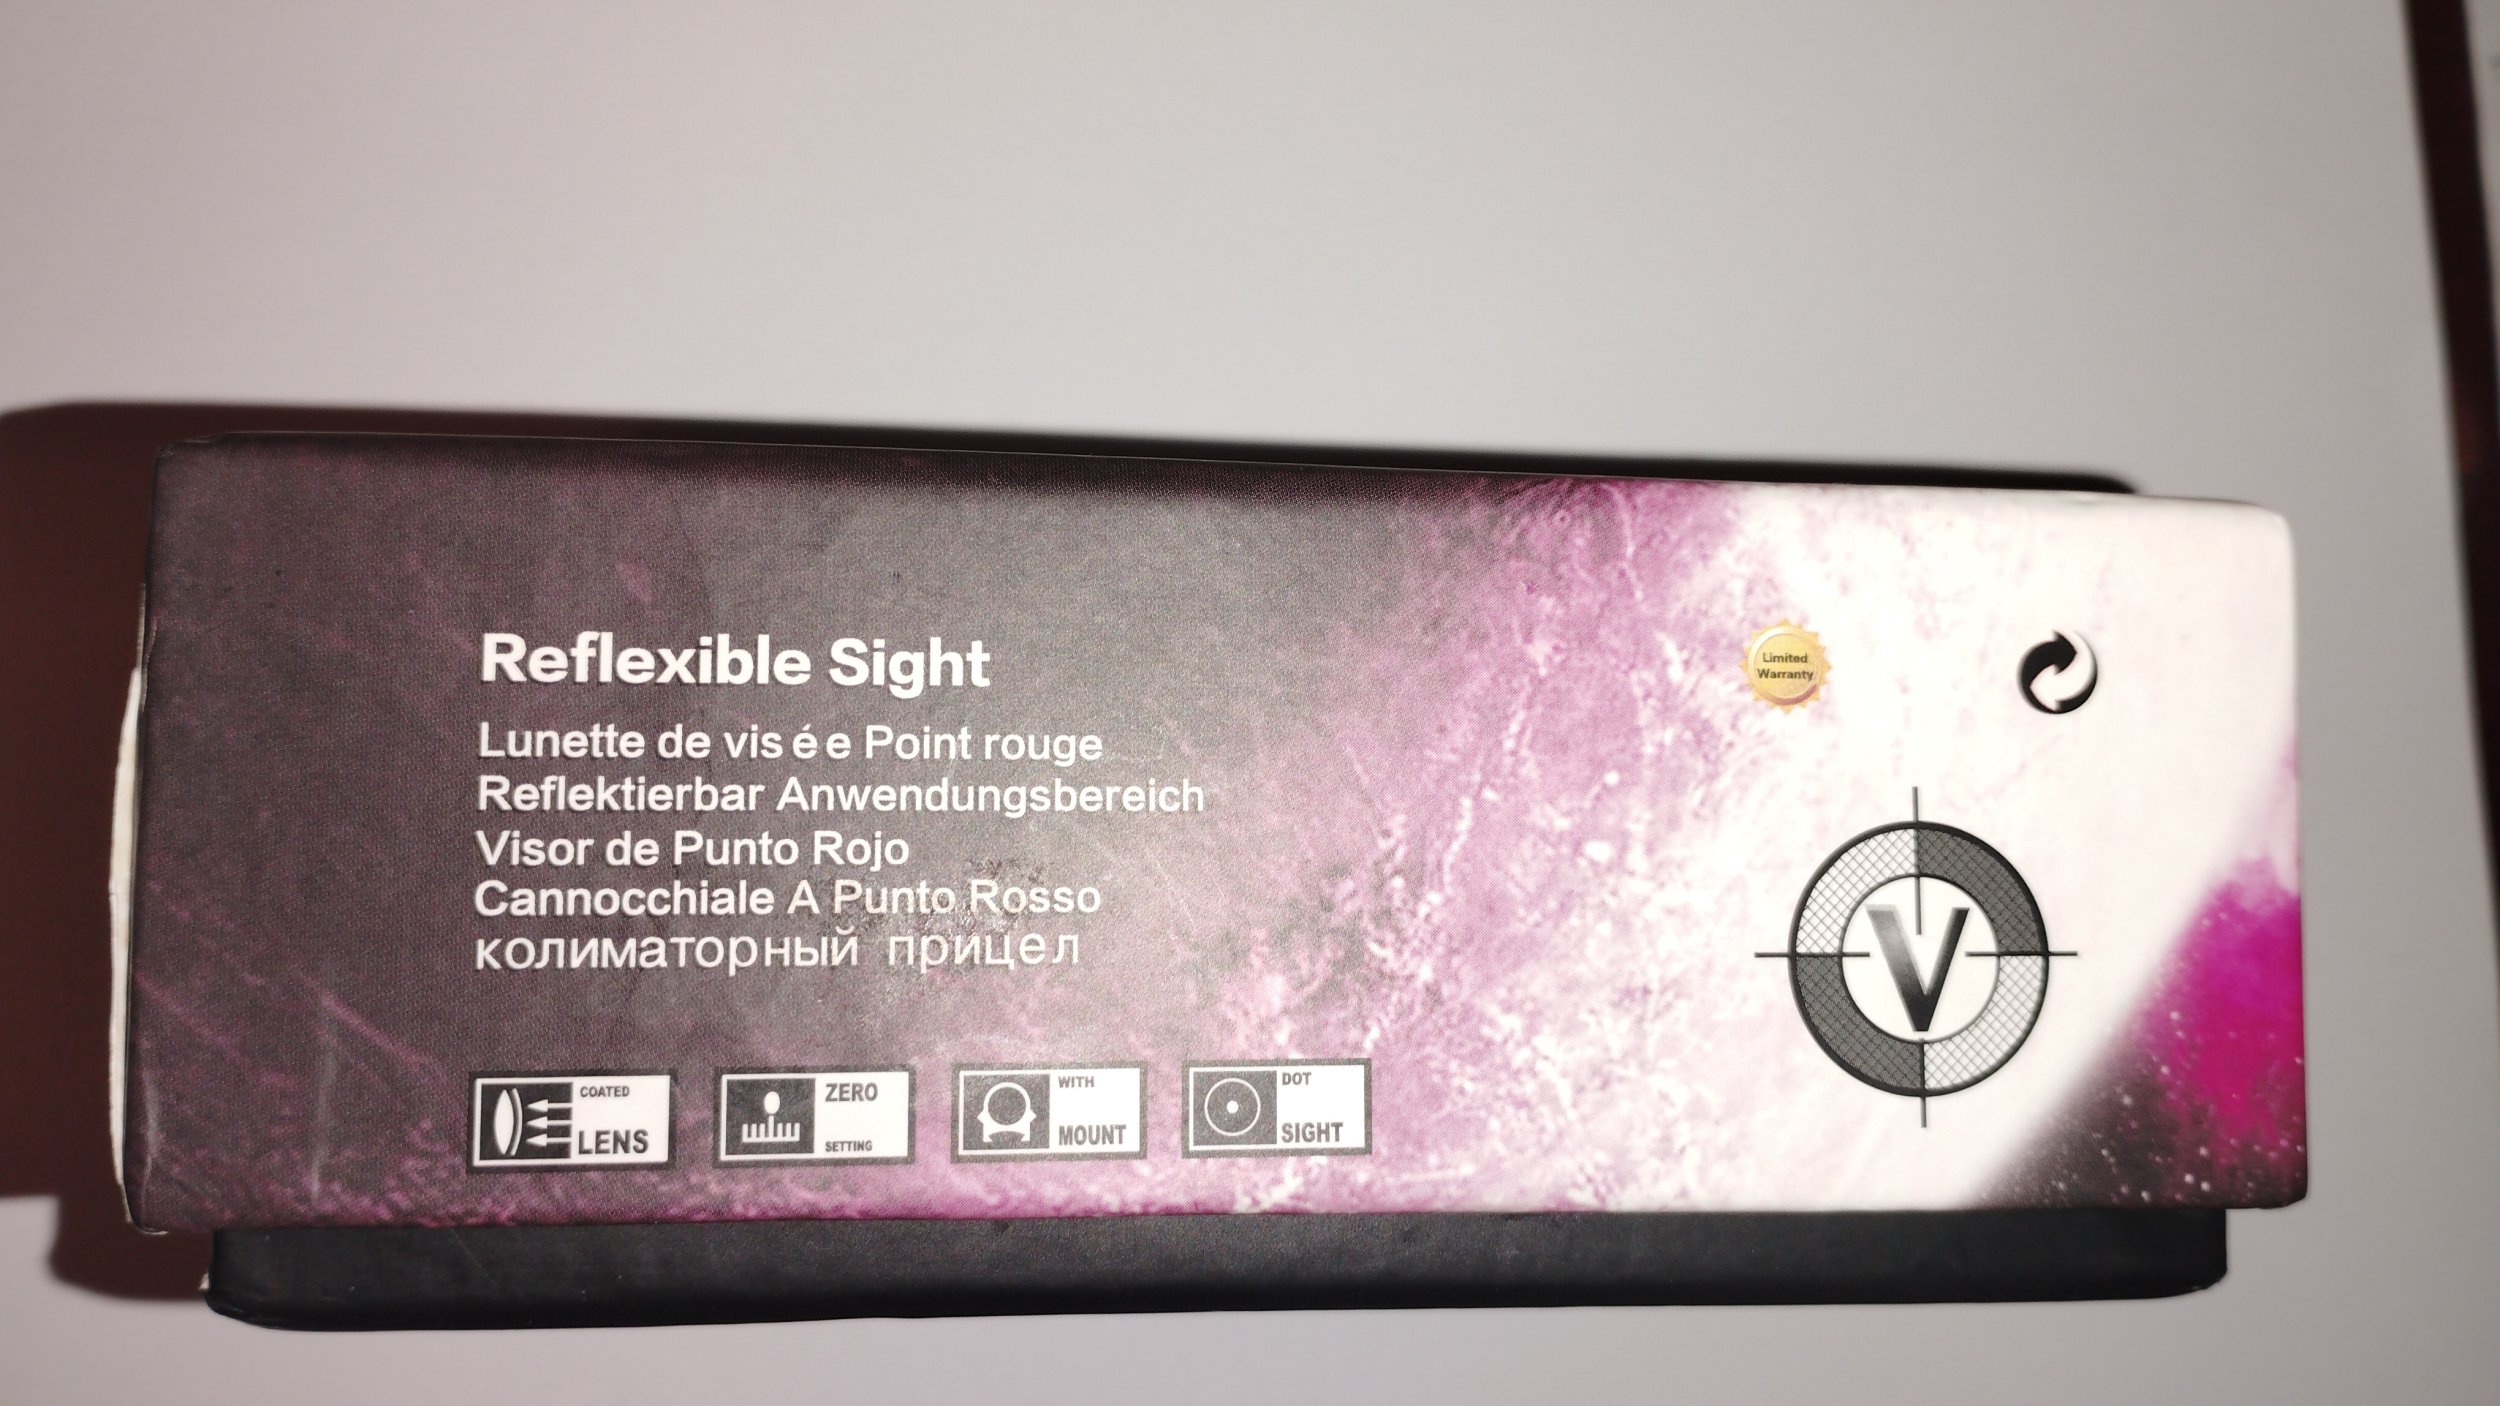 Reflexible Sight
Lunette de vis é e Point rouge
Reflektierbar Anwendungsbereich
Visor de Punto Rojo
Cannocchiale A Punto Rosso
колиматорный прицел
COATED
LENS
ZERO
SETTING
WITH
MOUNT
DOT
SIGHT
Limited
Warranty
V